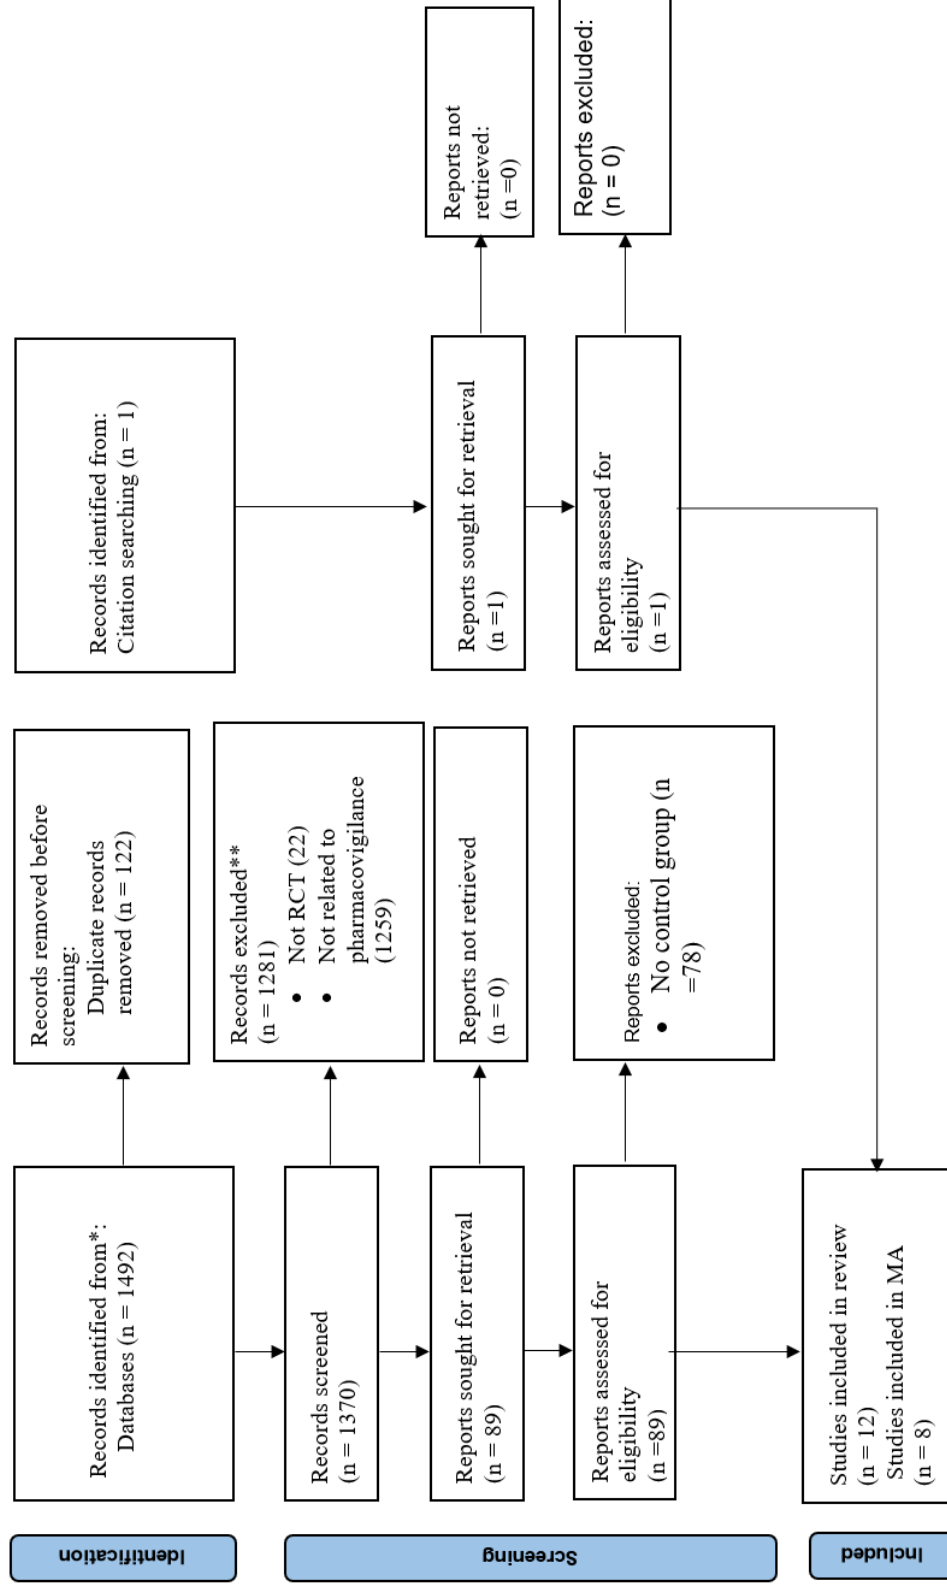 Identification
Records identified from*:
Databases (n = 1492)
Records removed before
screening:
Duplicate records
removed (n = 122)
Records identified from:
Citation searching (n = 1)
Screening
Records screened
(n = 1370)
Records excluded**
(n = 1281)
● Not RCT (22)
● Not related to
pharmacovigilance
(1259)
Reports sought for retrieval
(n = 89)
Reports not retrieved
(n = 0)
Reports sought for retrieval
(n =1)
Reports not
retrieved:
(n =0)
Reports assessed for
eligibility
(n =89)
Reports excluded:
● No control group (n
=78)
Reports assessed for
eligibility
(n =1)
Reports excluded:
(n = 0)
Included
Studies included in review
(n = 12)
Studies included in MA
(n = 8)